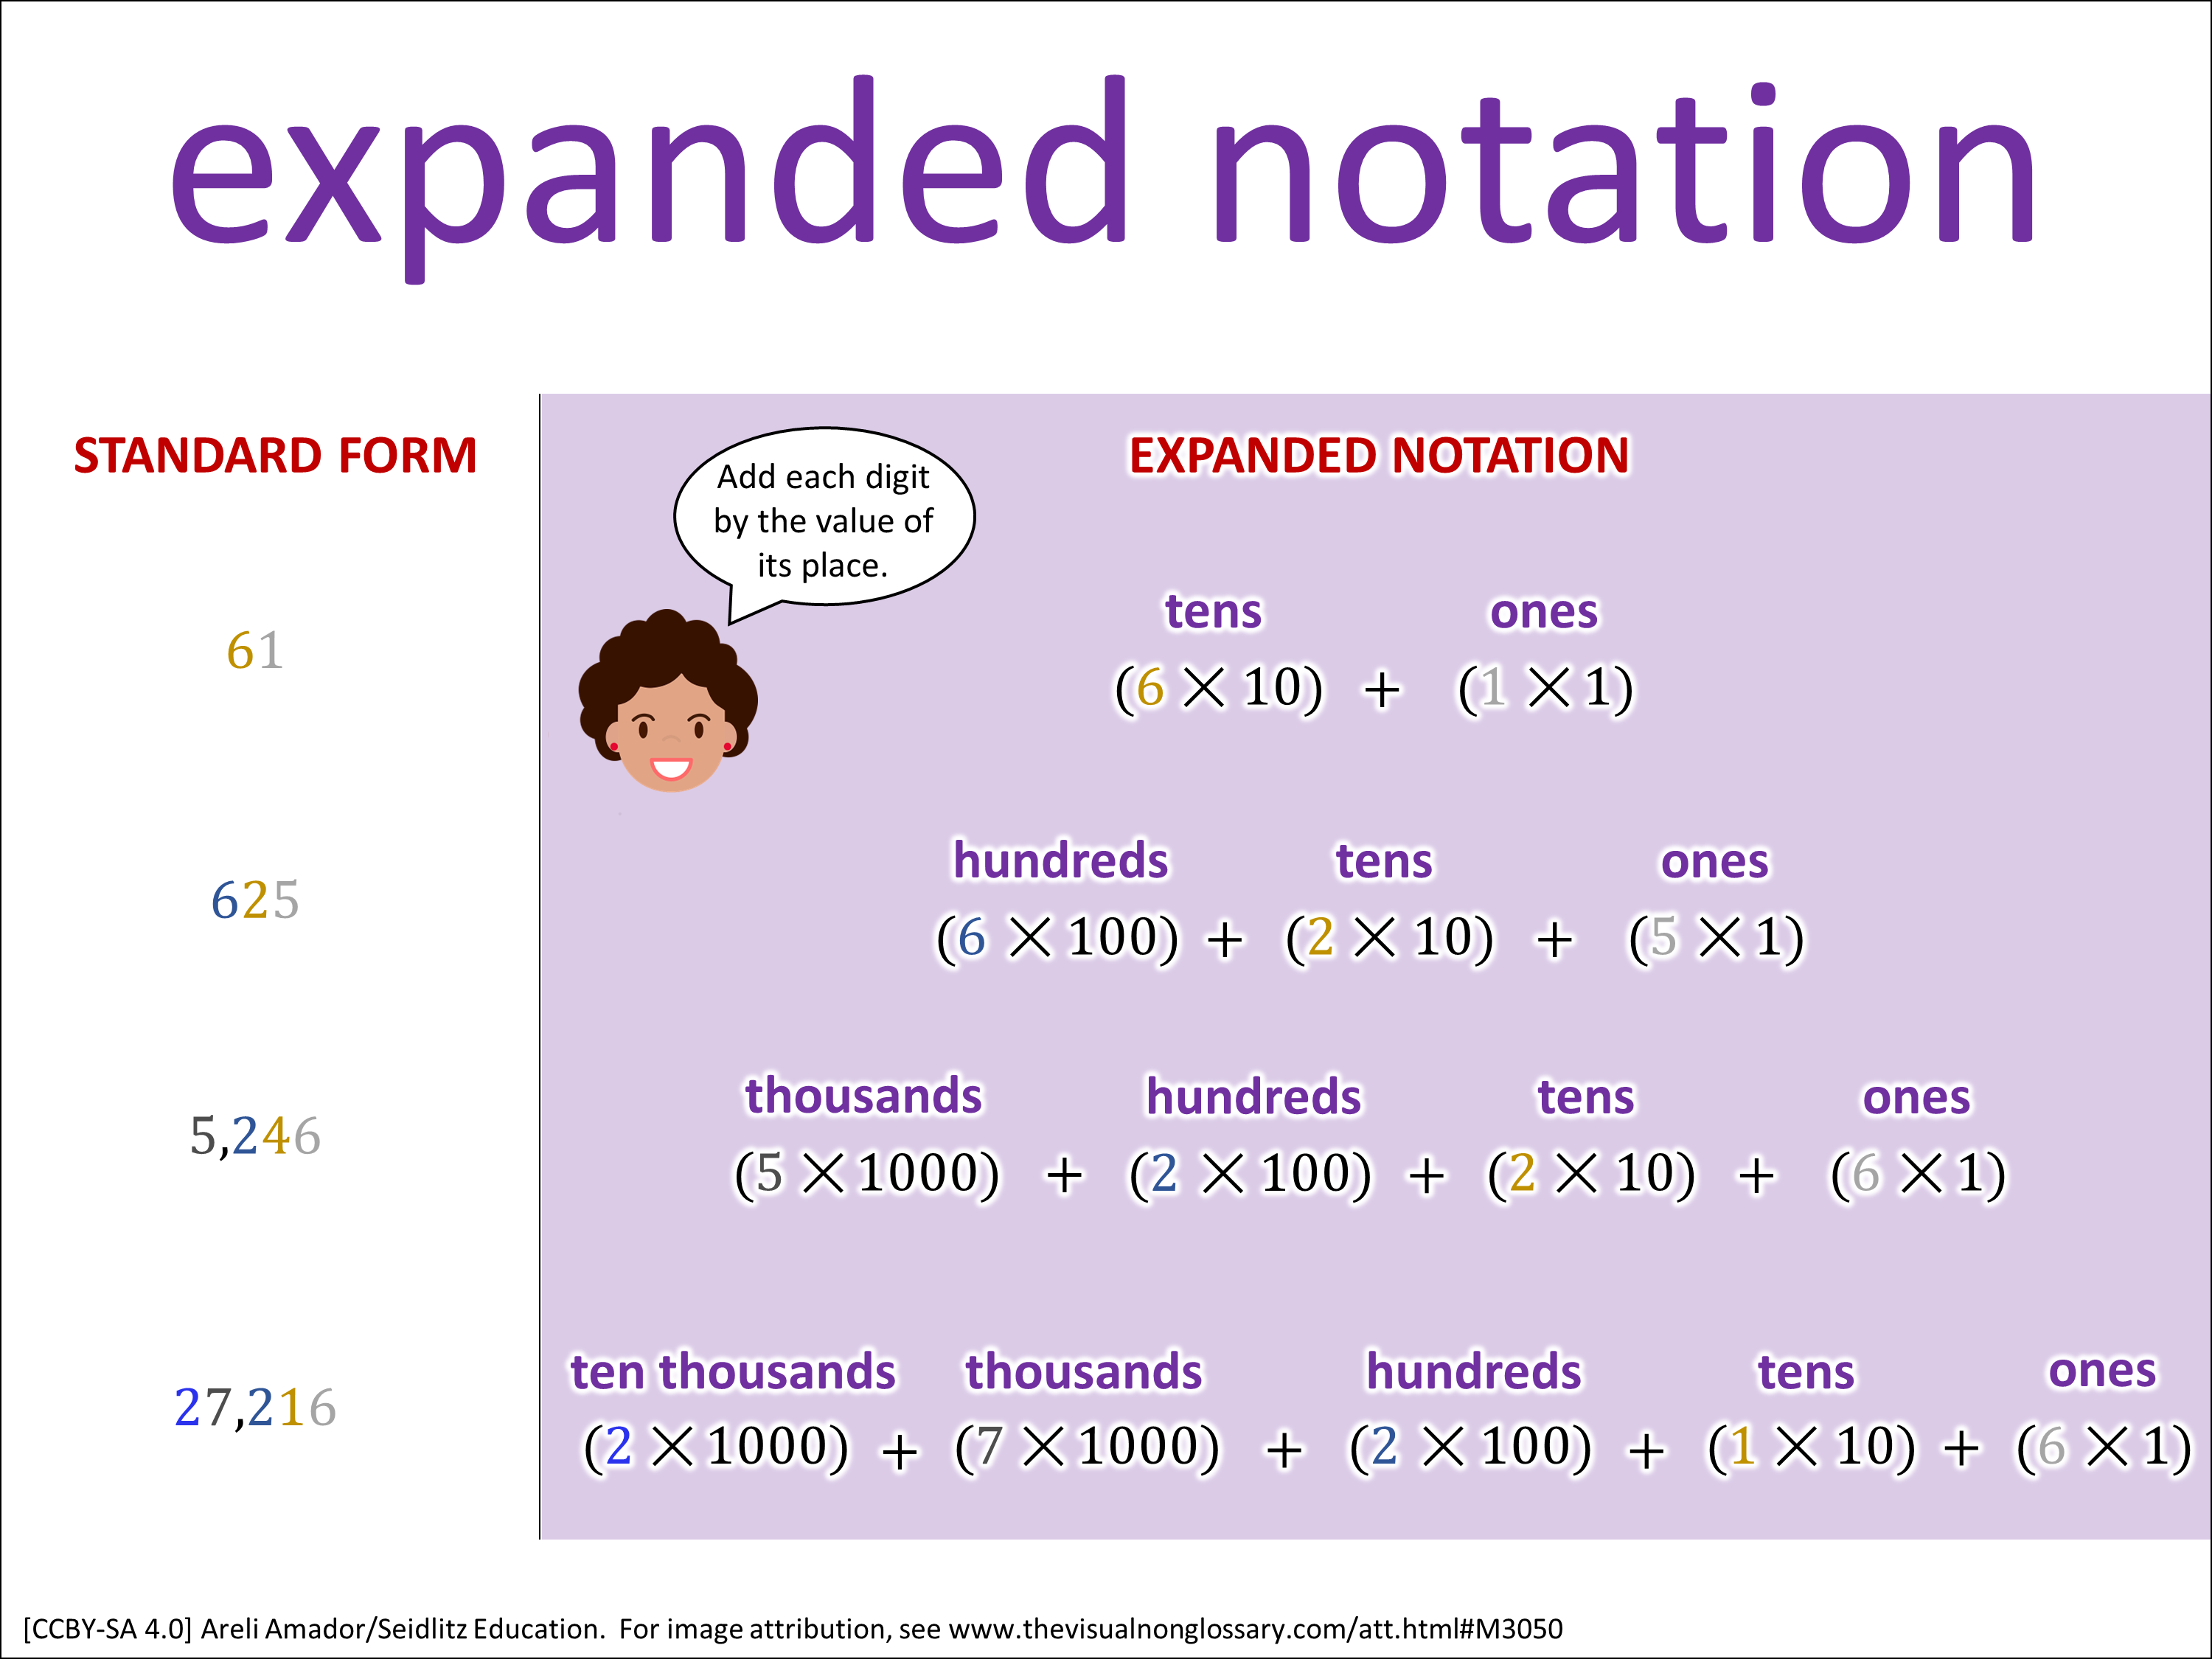 expanded notation
STANDARD FORM
EXPANDED NOTATION
Add each digit
by the value of
its place.
tens ones
61
(6 × 10) + (1 × 1)
hundreds tens ones
625
(6 × 100) + (2 × 10) + (5 × 1)
thousands hundreds tens ones
5,246
(5 × 1000) + (2 × 100) + (2 × 10) + (6 × 1)
ten thousands thousands hundreds tens ones
27,216
(2 × 1000) + (7 × 1000) + (2 × 100) + (1 × 10) + (6 × 1)
[CCBY-SA 4.0] Areli Amador/Seidlitz Education. For image attribution, see www.thevisualnonglossary.com/att.html#M3050